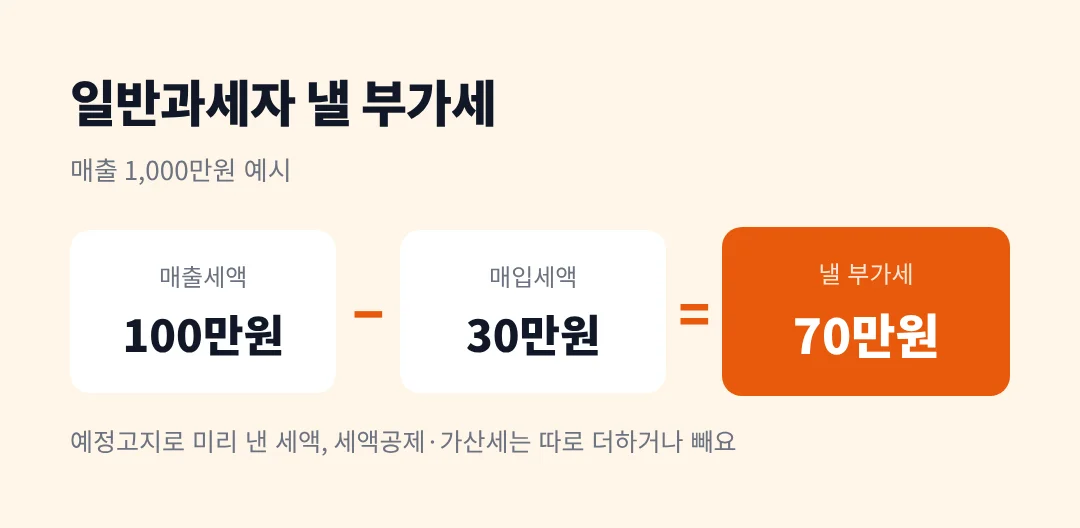 일반과세자 낼 부가세
매출 1,000만원 예시
매출세액
100만원
−
매입세액
30만원
=
낼 부가세
70만원
예정고지로 미리 낸 세액, 세액공제·가산세는 따로 더하거나 빼요